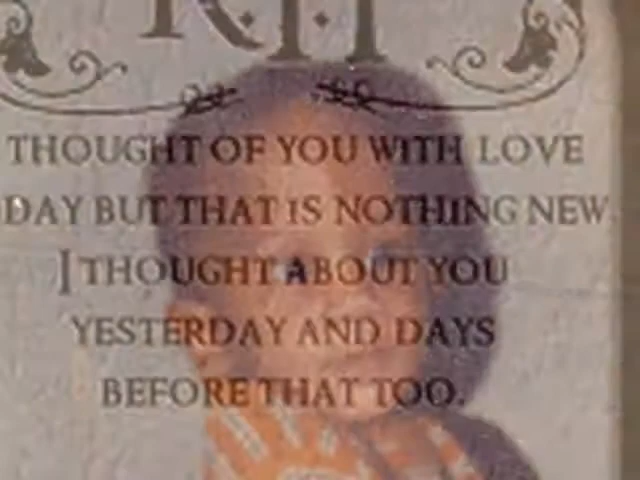 R.I.P
THOUGHT OF YOU WITH LOVE
DAY BUT THAT IS NOTHING NEW
I THOUGHT ABOUT YOU
YESTERDAY AND DAYS
BEFORE THAT TOO.